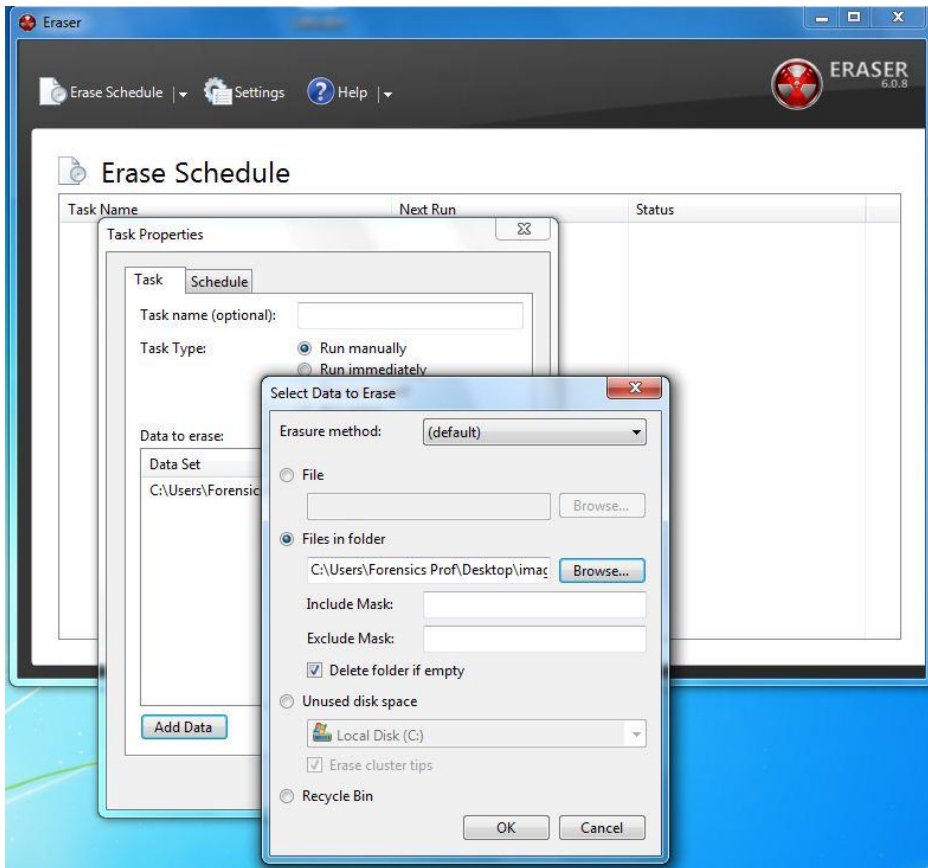 Eraser
Erase Schedule
Settings
Help
ERASER
6.0.8
Erase Schedule
Task Name Next Run Status
Task Properties
Task Schedule
Task name (optional):
Task Type: Run manually
Run immediately
Select Data to Erase
Erasure method: (default)
Data to erase:
Data Set
C:\Users\Forensic
File
Browse...
Files in folder
C:\Users\Forensics Prof\Desktop\imag
Browse...
Include Mask:
Exclude Mask:
Delete folder if empty
Unused disk space
Local Disk (C:)
Erase cluster tips
Recycle Bin
Add Data
OK Cancel